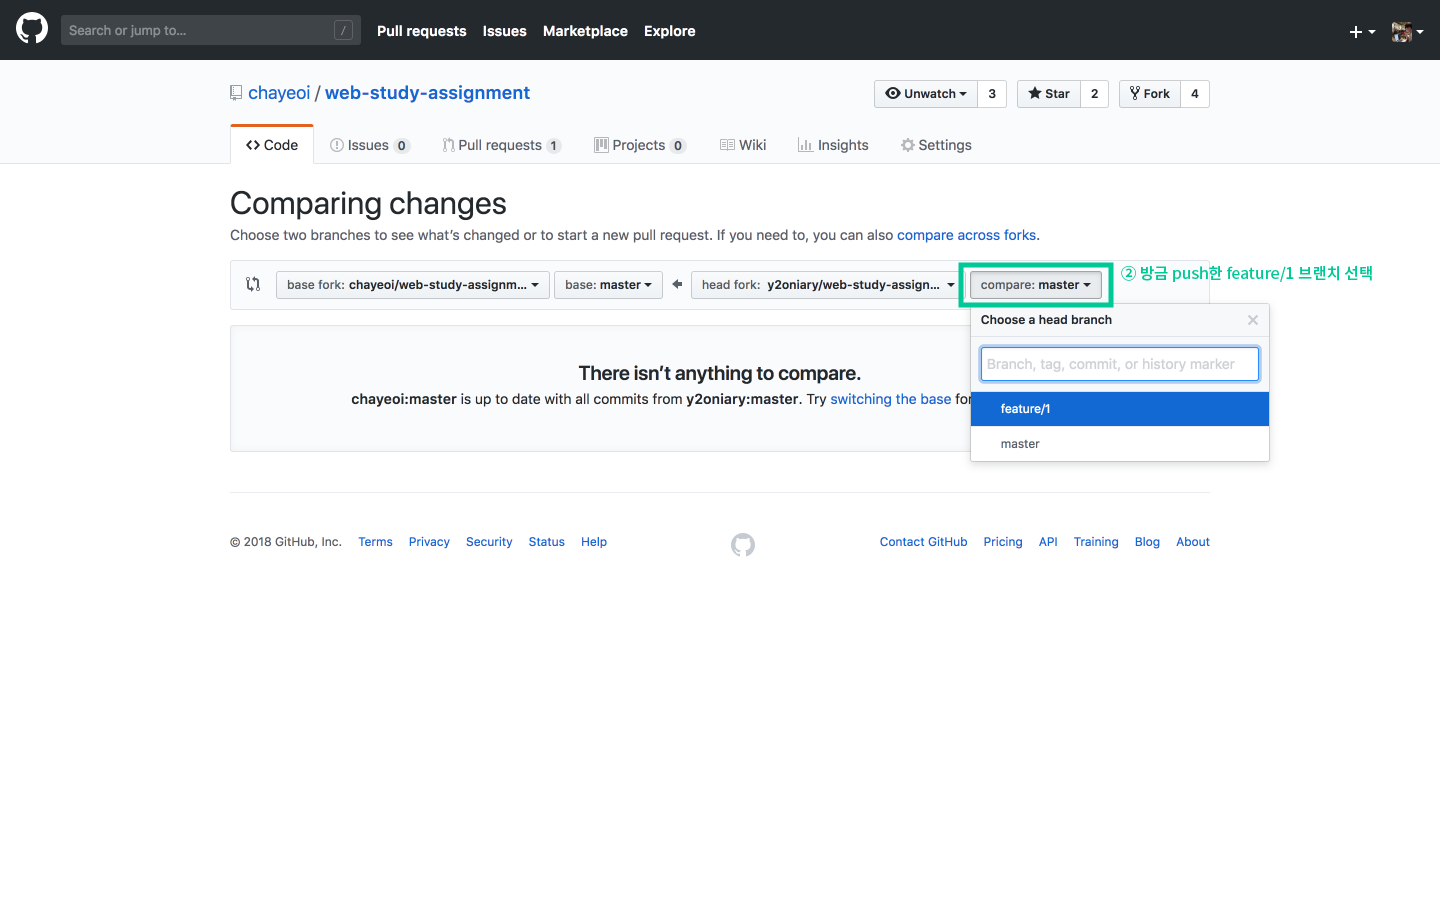 Search or jump to...
/
Pull requests
Issues
Marketplace
Explore
chayeoi / web-study-assignment
Unwatch 3
Star 2
Fork 4
Code
Issues 0
Pull requests 1
Projects 0
Wiki
Insights
Settings
Comparing changes
Choose two branches to see what's changed or to start a new pull request. If you need to, you can also compare across forks.
base fork: chayeoi/web-study-assignm...
base: master
head fork: y2oniary/web-study-assign...
compare: master
② 방금 push한 feature/1 브랜치 선택
Choose a head branch
Branch, tag, commit, or history marker
feature/1
master
There isn't anything to compare.
chayeoi:master is up to date with all commits from y2oniary:master. Try switching the base for
© 2018 GitHub, Inc.
Terms
Privacy
Security
Status
Help
Contact GitHub
Pricing
API
Training
Blog
About